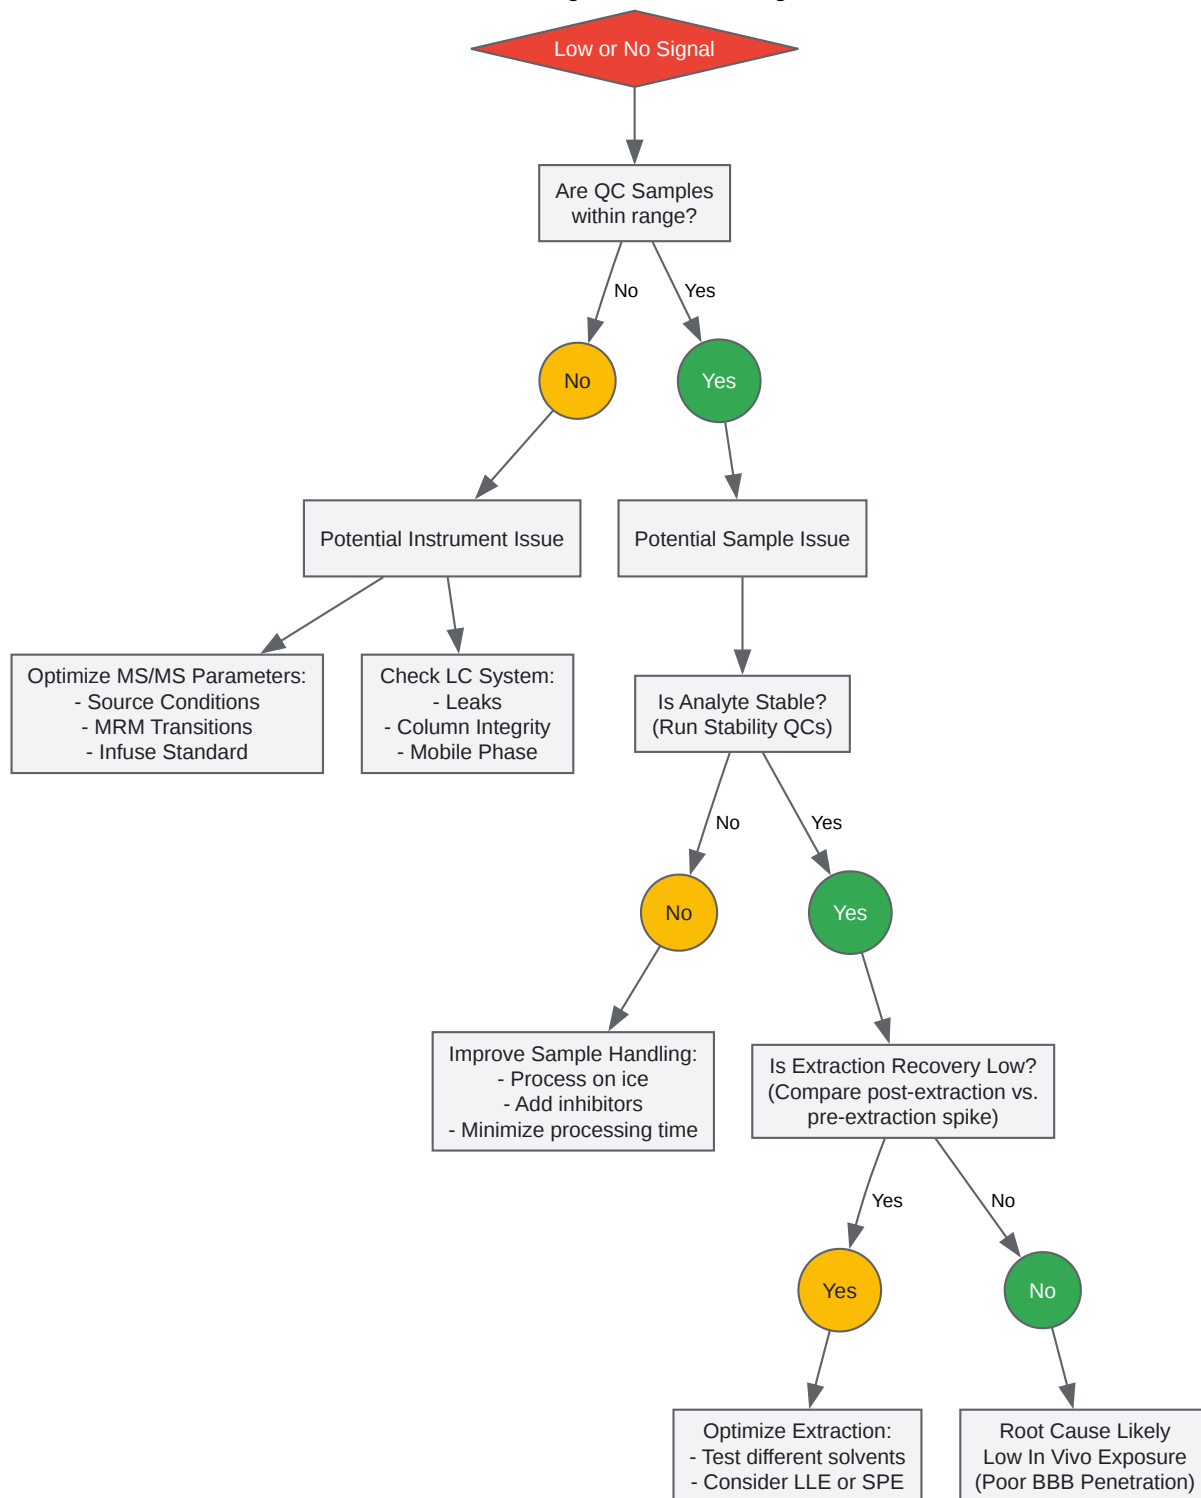 Low or No Signal
Are QC Samples
within range?
No
Yes
No
Yes
Potential Instrument Issue
Potential Sample Issue
Optimize MS/MS Parameters:
- Source Conditions
- MRM Transitions
- Infuse Standard
Check LC System:
- Leaks
- Column Integrity
- Mobile Phase
Is Analyte Stable?
(Run Stability QCs)
No
Yes
No
Yes
Improve Sample Handling:
- Process on ice
- Add inhibitors
- Minimize processing time
Is Extraction Recovery Low?
(Compare post-extraction vs.
pre-extraction spike)
Yes
No
Yes
No
Optimize Extraction:
- Test different solvents
- Consider LLE or SPE
Root Cause Likely
Low In Vivo Exposure
(Poor BBB Penetration)